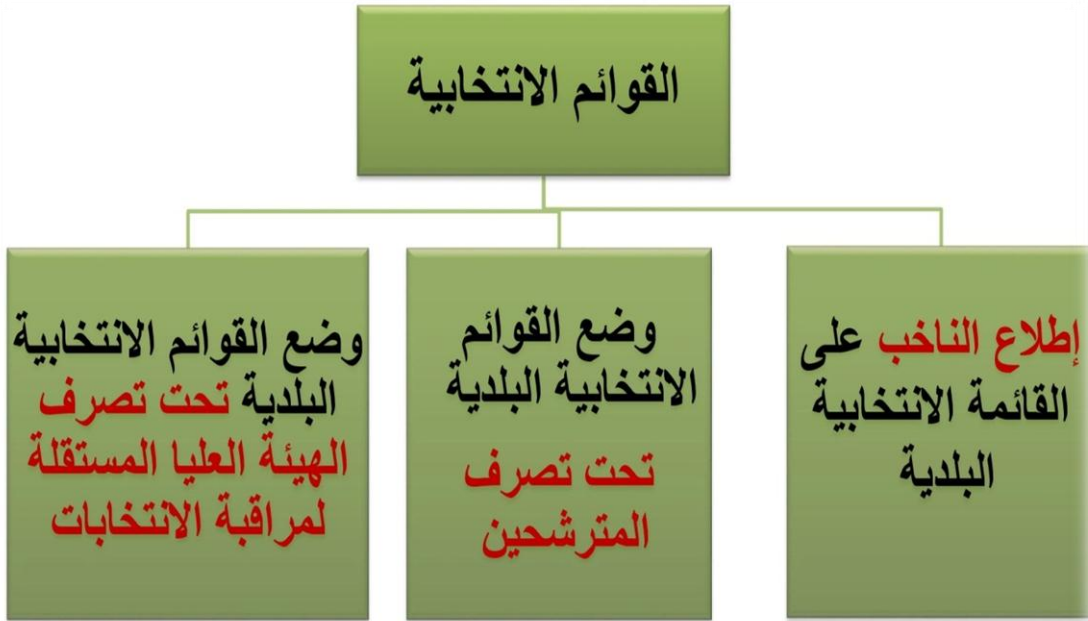 القوائم الانتخابية
إطلاع الناخب على
القائمة الانتخابية
البلدية
وضع القوائم
الانتخابية البلدية
تحت تصرف
المترشحين
وضع القوائم الانتخابية
البلدية تحت تصرف
الهيئة العليا المستقلة
لمراقبة الانتخابات